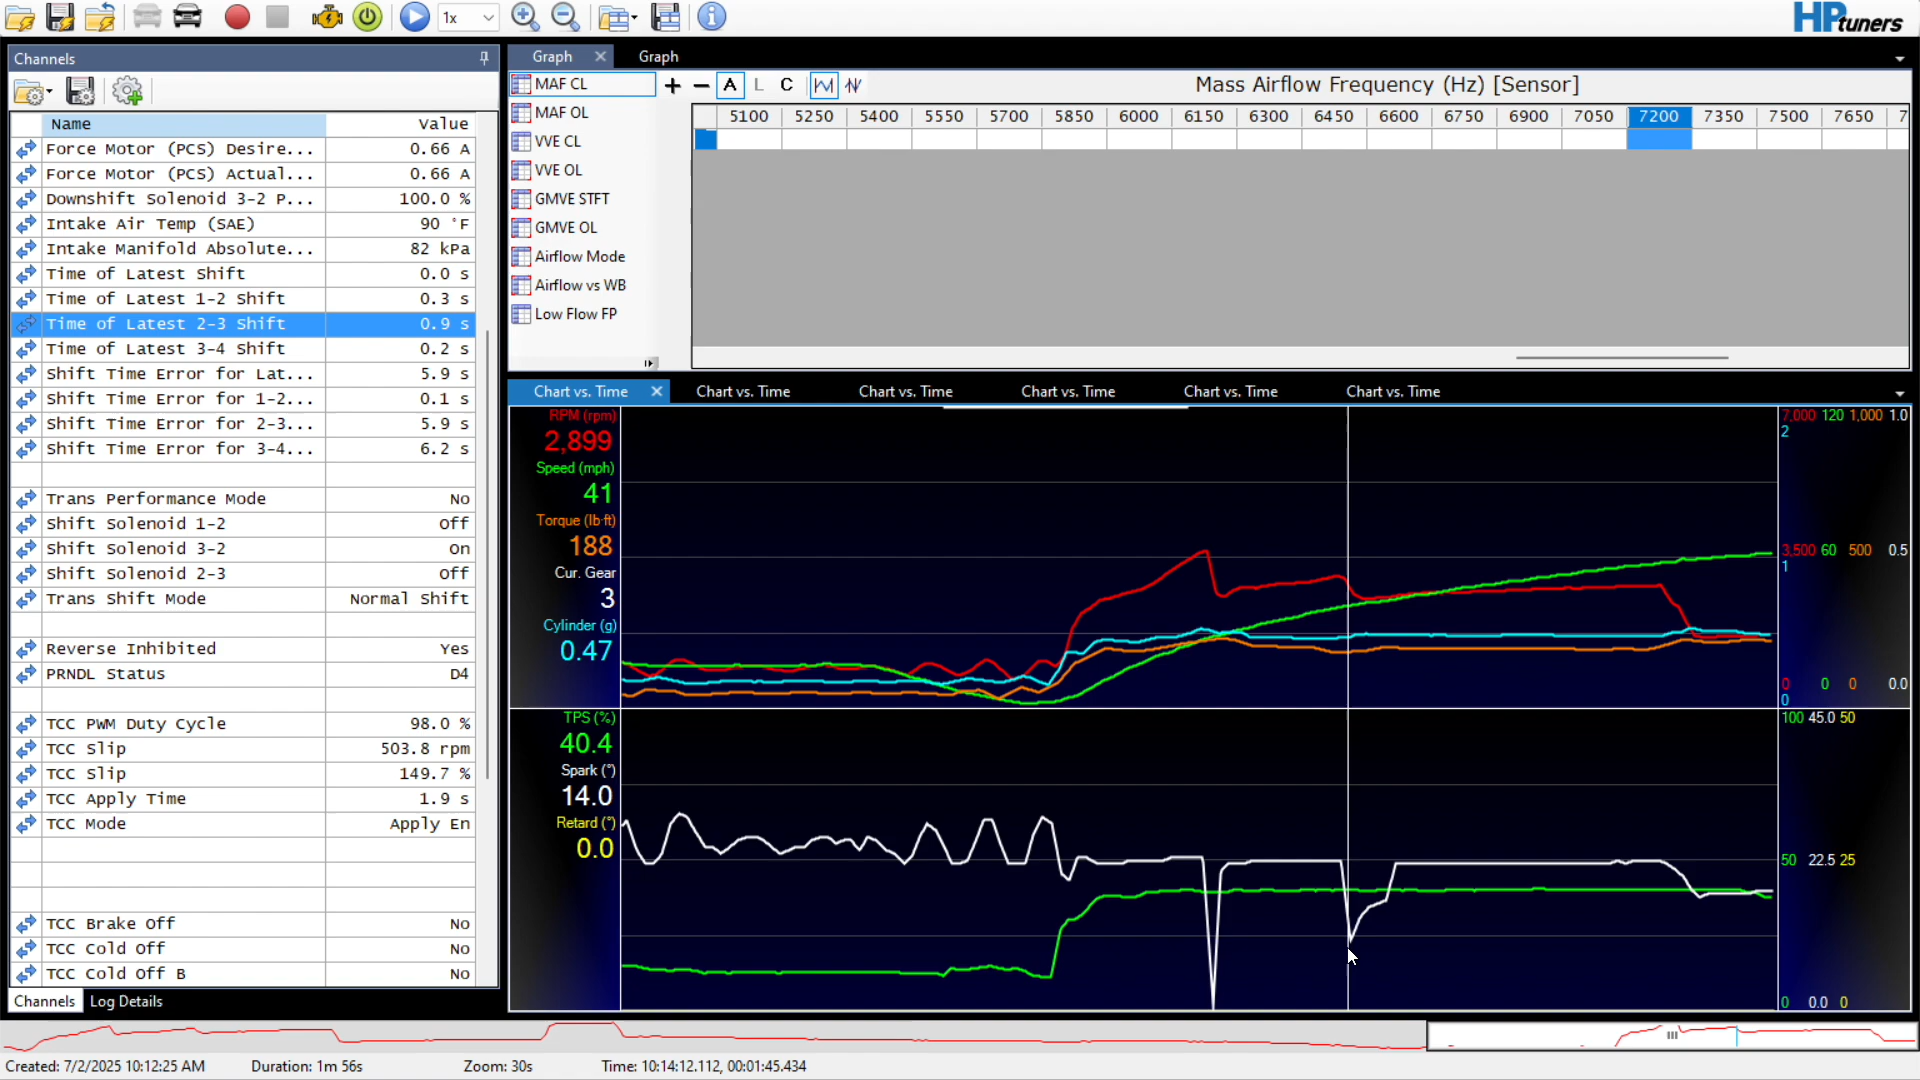 1x
HP tuners
Channels
Name Value
Force Motor (PCS) Desire... 0.66 A
Force Motor (PCS) Actual... 0.66 A
Downshift Solenoid 3-2 P... 100.0 %
Intake Air Temp (SAE) 90 °F
Intake Manifold Absolute... 82 kPa
Time of Latest Shift 0.0 s
Time of Latest 1-2 Shift 0.3 s
Time of Latest 2-3 Shift 0.9 s
Time of Latest 3-4 Shift 0.2 s
Shift Time Error for Lat... 5.9 s
Shift Time Error for 1-2... 0.1 s
Shift Time Error for 2-3... 5.9 s
Shift Time Error for 3-4... 6.2 s
Trans Performance Mode No
Shift Solenoid 1-2 Off
Shift Solenoid 3-2 On
Shift Solenoid 2-3 Off
Trans Shift Mode Normal Shift
Reverse Inhibited Yes
PRNDL Status D4
TCC PWM Duty Cycle 98.0 %
TCC Slip 503.8 rpm
TCC Slip 149.7 %
TCC Apply Time 1.9 s
TCC Mode Apply En
TCC Brake Off No
TCC Cold Off No
TCC Cold Off B No
Channels Log Details
Graph Graph
MAF CL
MAF OL
VVE CL
VVE OL
GMVE STFT
GMVE OL
Airflow Mode
Airflow vs WB
Low Flow FP
A L C
Mass Airflow Frequency (Hz) [Sensor]
5100 5250 5400 5550 5700 5850 6000 6150 6300 6450 6600 6750 6900 7050 7200 7350 7500 7650 7
Chart vs. Time Chart vs. Time Chart vs. Time Chart vs. Time Chart vs. Time Chart vs. Time
RPM (rpm)
2,899
Speed (mph)
41
Torque (lb·ft)
188
Cur. Gear
3
Cylinder (g)
0.47
7,000 120 1,000 1.0
2
3,500 60 500 0.5
1
0 0 0 0.0
0
TPS (%)
40.4
Spark (°)
14.0
Retard (°)
0.0
100 45.0 50
50 22.5 25
0 0.0 0
Created: 7/2/2025 10:12:25 AM Duration: 1m 56s Zoom: 30s Time: 10:14:12.112, 00:01:45.434